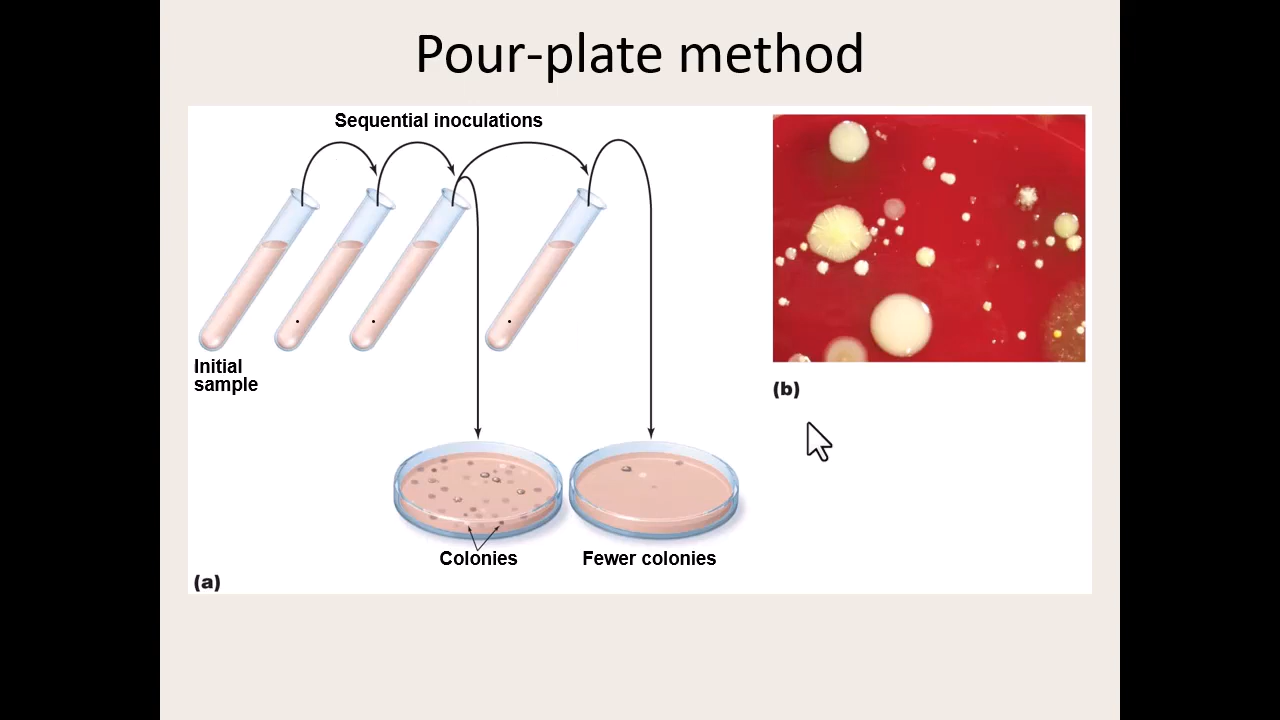 Pour-plate method
Sequential inoculations
Initial
sample
Colonies
Fewer colonies
(a)
(b)